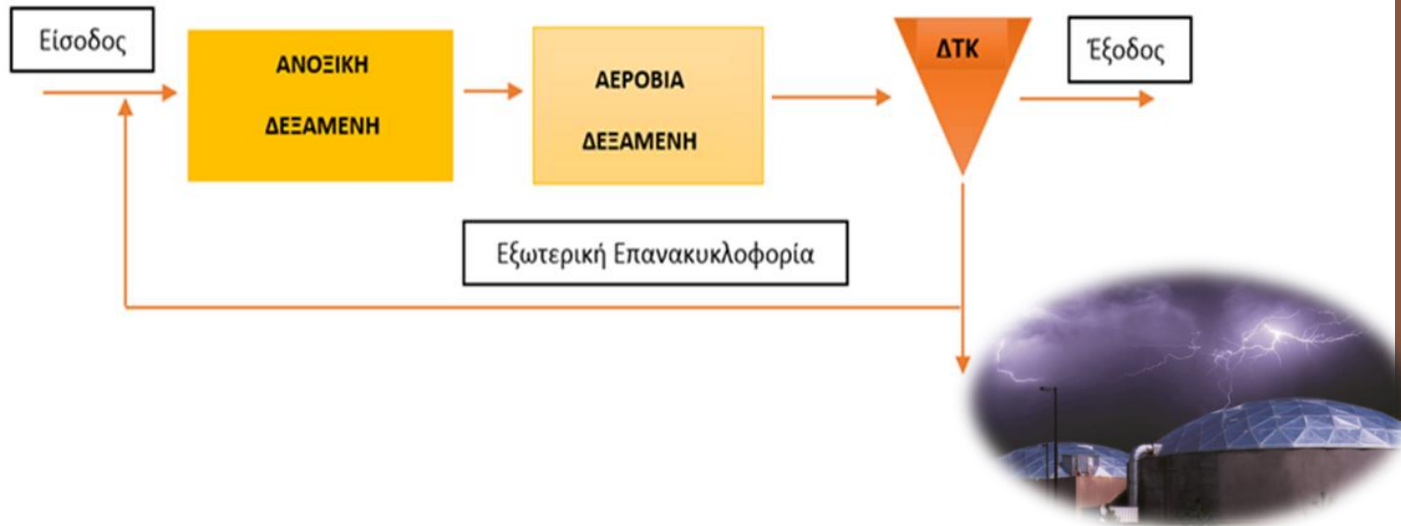 Είσοδος
ΑΝΟΞΙΚΗ
ΔΕΞΑΜΕΝΗ
ΑΕΡΟΒΙΑ
ΔΕΞΑΜΕΝΗ
ΔΤΚ
Έξοδος
Εξωτερική Επανακυκλοφορία